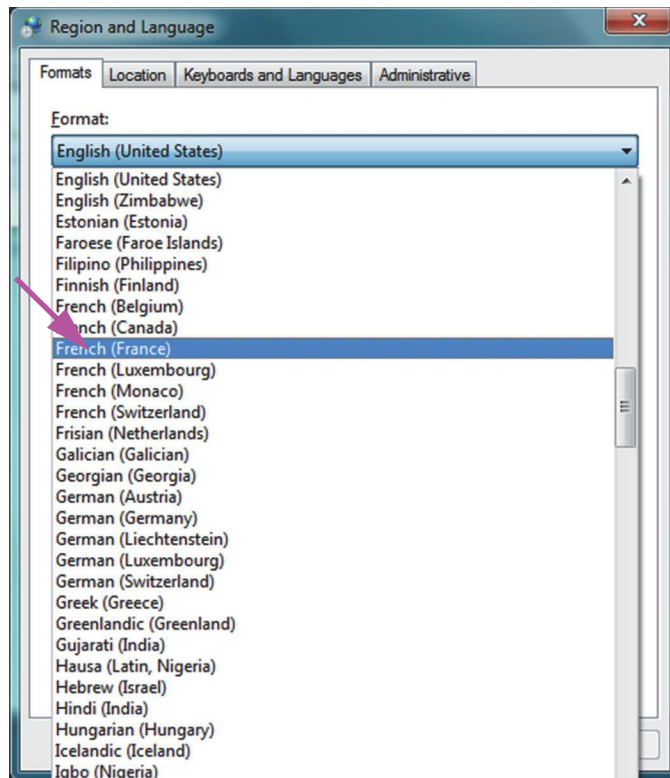 Region and Language
Formats Location Keyboards and Languages Administrative
Format:
English (United States)
English (United States)
English (Zimbabwe)
Estonian (Estonia)
Faroese (Faroe Islands)
Filipino (Philippines)
Finnish (Finland)
French (Belgium)
French (Canada)
French (France)
French (Luxembourg)
French (Monaco)
French (Switzerland)
Frisian (Netherlands)
Galician (Galician)
Georgian (Georgia)
German (Austria)
German (Germany)
German (Liechtenstein)
German (Luxembourg)
German (Switzerland)
Greek (Greece)
Greenlandic (Greenland)
Gujarati (India)
Hausa (Latin, Nigeria)
Hebrew (Israel)
Hindi (India)
Hungarian (Hungary)
Icelandic (Iceland)
Igbo (Nigeria)